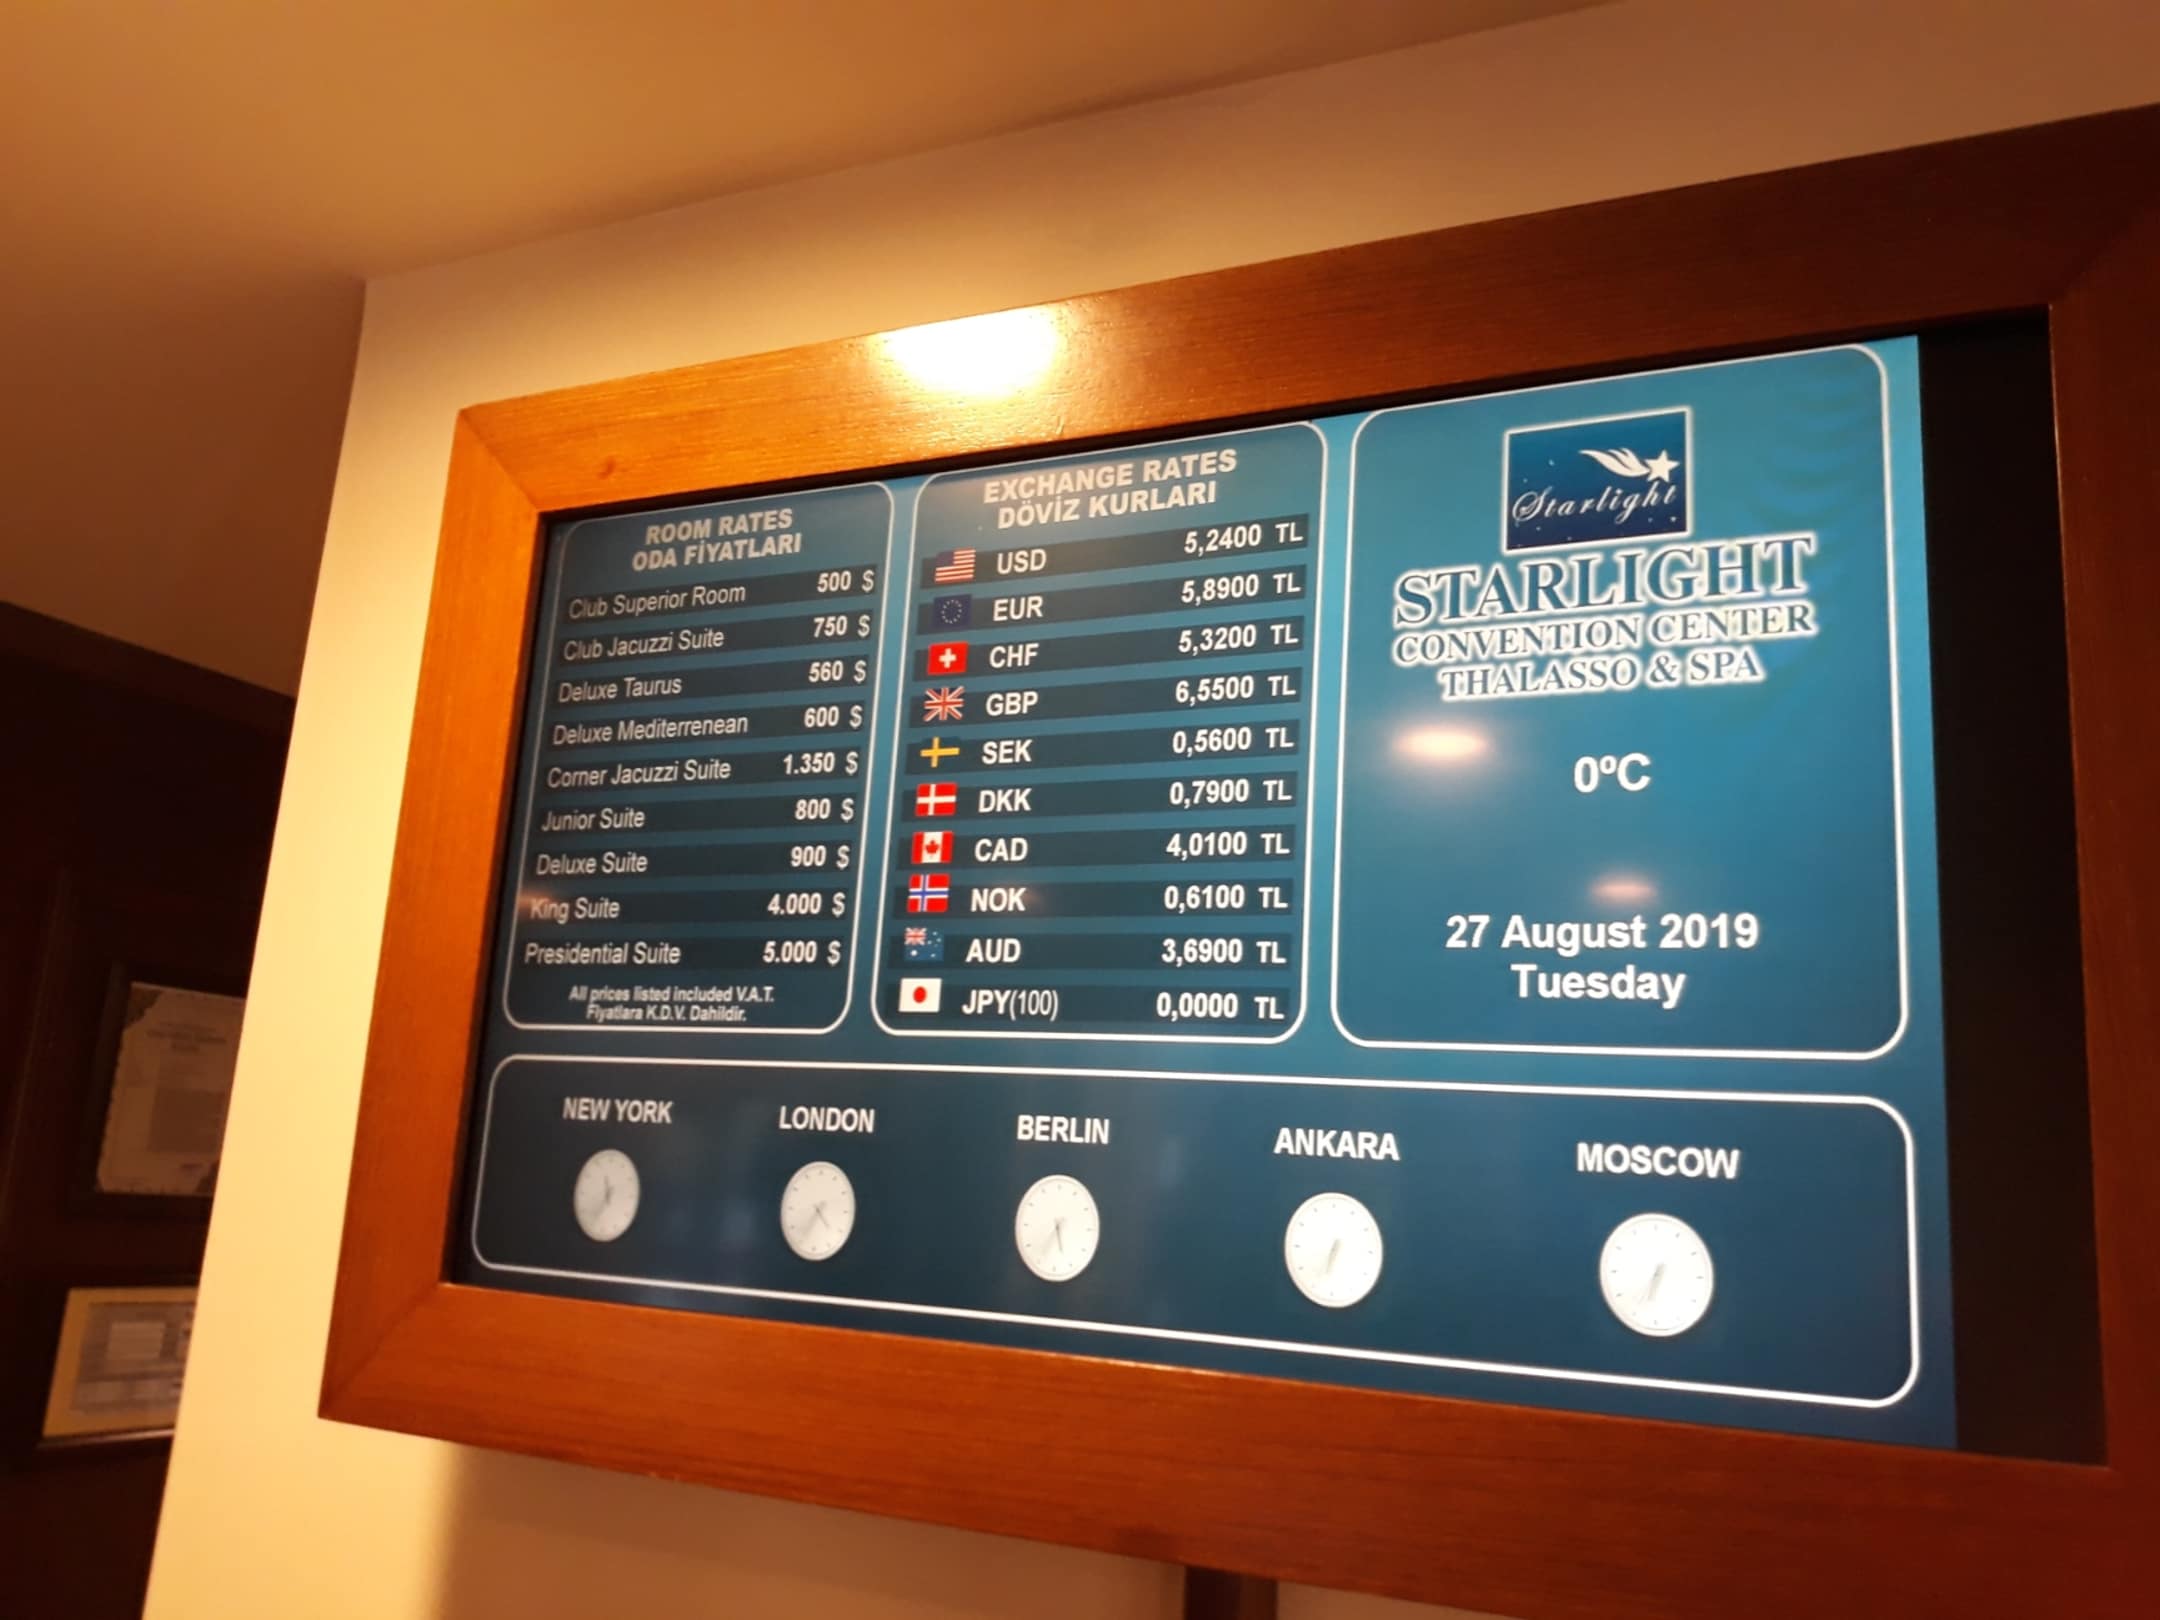 ROOM RATES
ODA FİYATLARI
Club Superior Room 500 $
Club Jacuzzi Suite 750 $
Deluxe Taurus 560 $
Deluxe Mediterrenean 600 $
Corner Jacuzzi Suite 1.350 $
Junior Suite 800 $
Deluxe Suite 900 $
King Suite 4.000 $
Presidential Suite 5.000 $
All prices listed included V.A.T.
Fiyatlara K.D.V. Dahildir.
EXCHANGE RATES
DÖVİZ KURLARI
USD 5,2400 TL
EUR 5,8900 TL
CHF 5,3200 TL
GBP 6,5500 TL
SEK 0,5600 TL
DKK 0,7900 TL
CAD 4,0100 TL
NOK 0,6100 TL
AUD 3,6900 TL
JPY(100) 0,0000 TL
Starlight
STARLIGHT
CONVENTION CENTER
THALASSO & SPA
0ºC
27 August 2019
Tuesday
NEW YORK LONDON BERLIN ANKARA MOSCOW